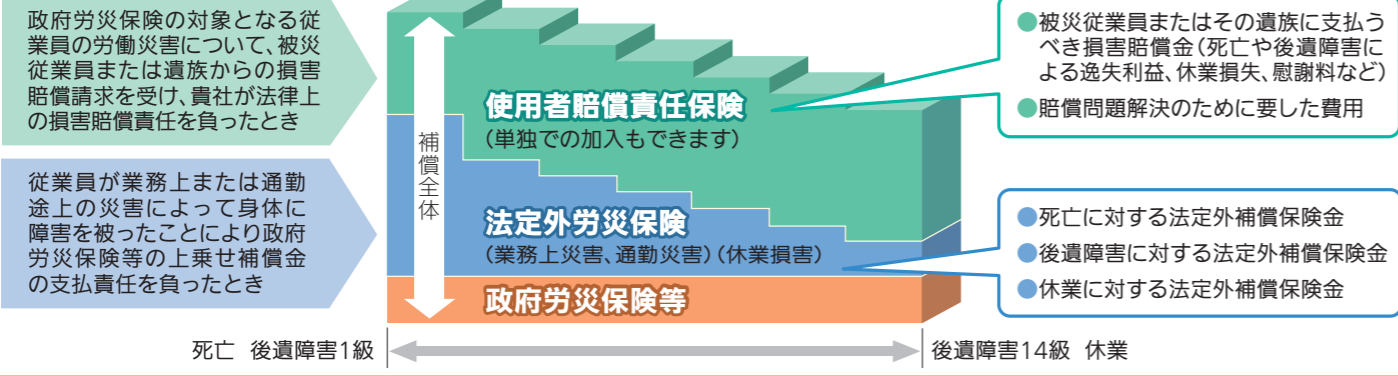 政府労災保険の対象となる従
業員の労働災害について、被災
従業員または遺族からの損害
賠償請求を受け、貴社が法律上
の損害賠償責任を負ったとき
従業員が業務上または通勤
途上の災害によって身体に
障害を被ったことにより政府
労災保険等の上乗せ補償金
の支払責任を負ったとき
補償全体
使用者賠償責任保険
(単独での加入もできます)
法定外労災保険
(業務上災害、通勤災害)(休業損害)
政府労災保険等
●被災従業員またはその遺族に支払う
べき損害賠償金(死亡や後遺障害に
よる逸失利益、休業損失、慰謝料など)
●賠償問題解決のために要した費用
●死亡に対する法定外補償保険金
●後遺障害に対する法定外補償保険金
●休業に対する法定外補償保険金
死亡 後遺障害1級
後遺障害14級 休業